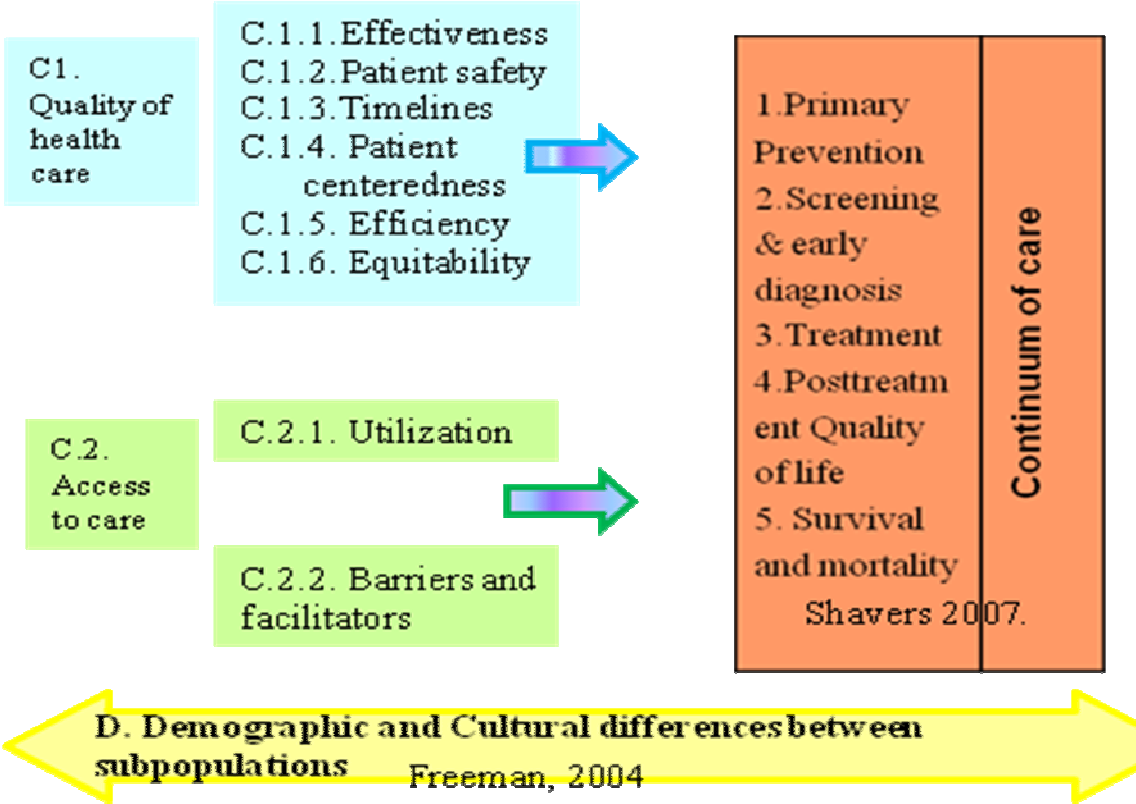 C1.
Quality of
health
care
C.1.1.Effectiveness
C.1.2.Patient safety
C.1.3.Timelines
C.1.4. Patient
centeredness
C.1.5. Efficiency
C.1.6. Equitability
C.2.
Access
to care
C.2.1. Utilization
C.2.2. Barriers and
facilitators
1.Primary
Prevention
2.Screening
& early
diagnosis
3.Treatment
4.Posttreatm
ent Quality
of life
5. Survival
and mortality
Shavers 2007.
Continuum of care
D. Demographic and Cultural differences between
subpopulations
Freeman, 2004